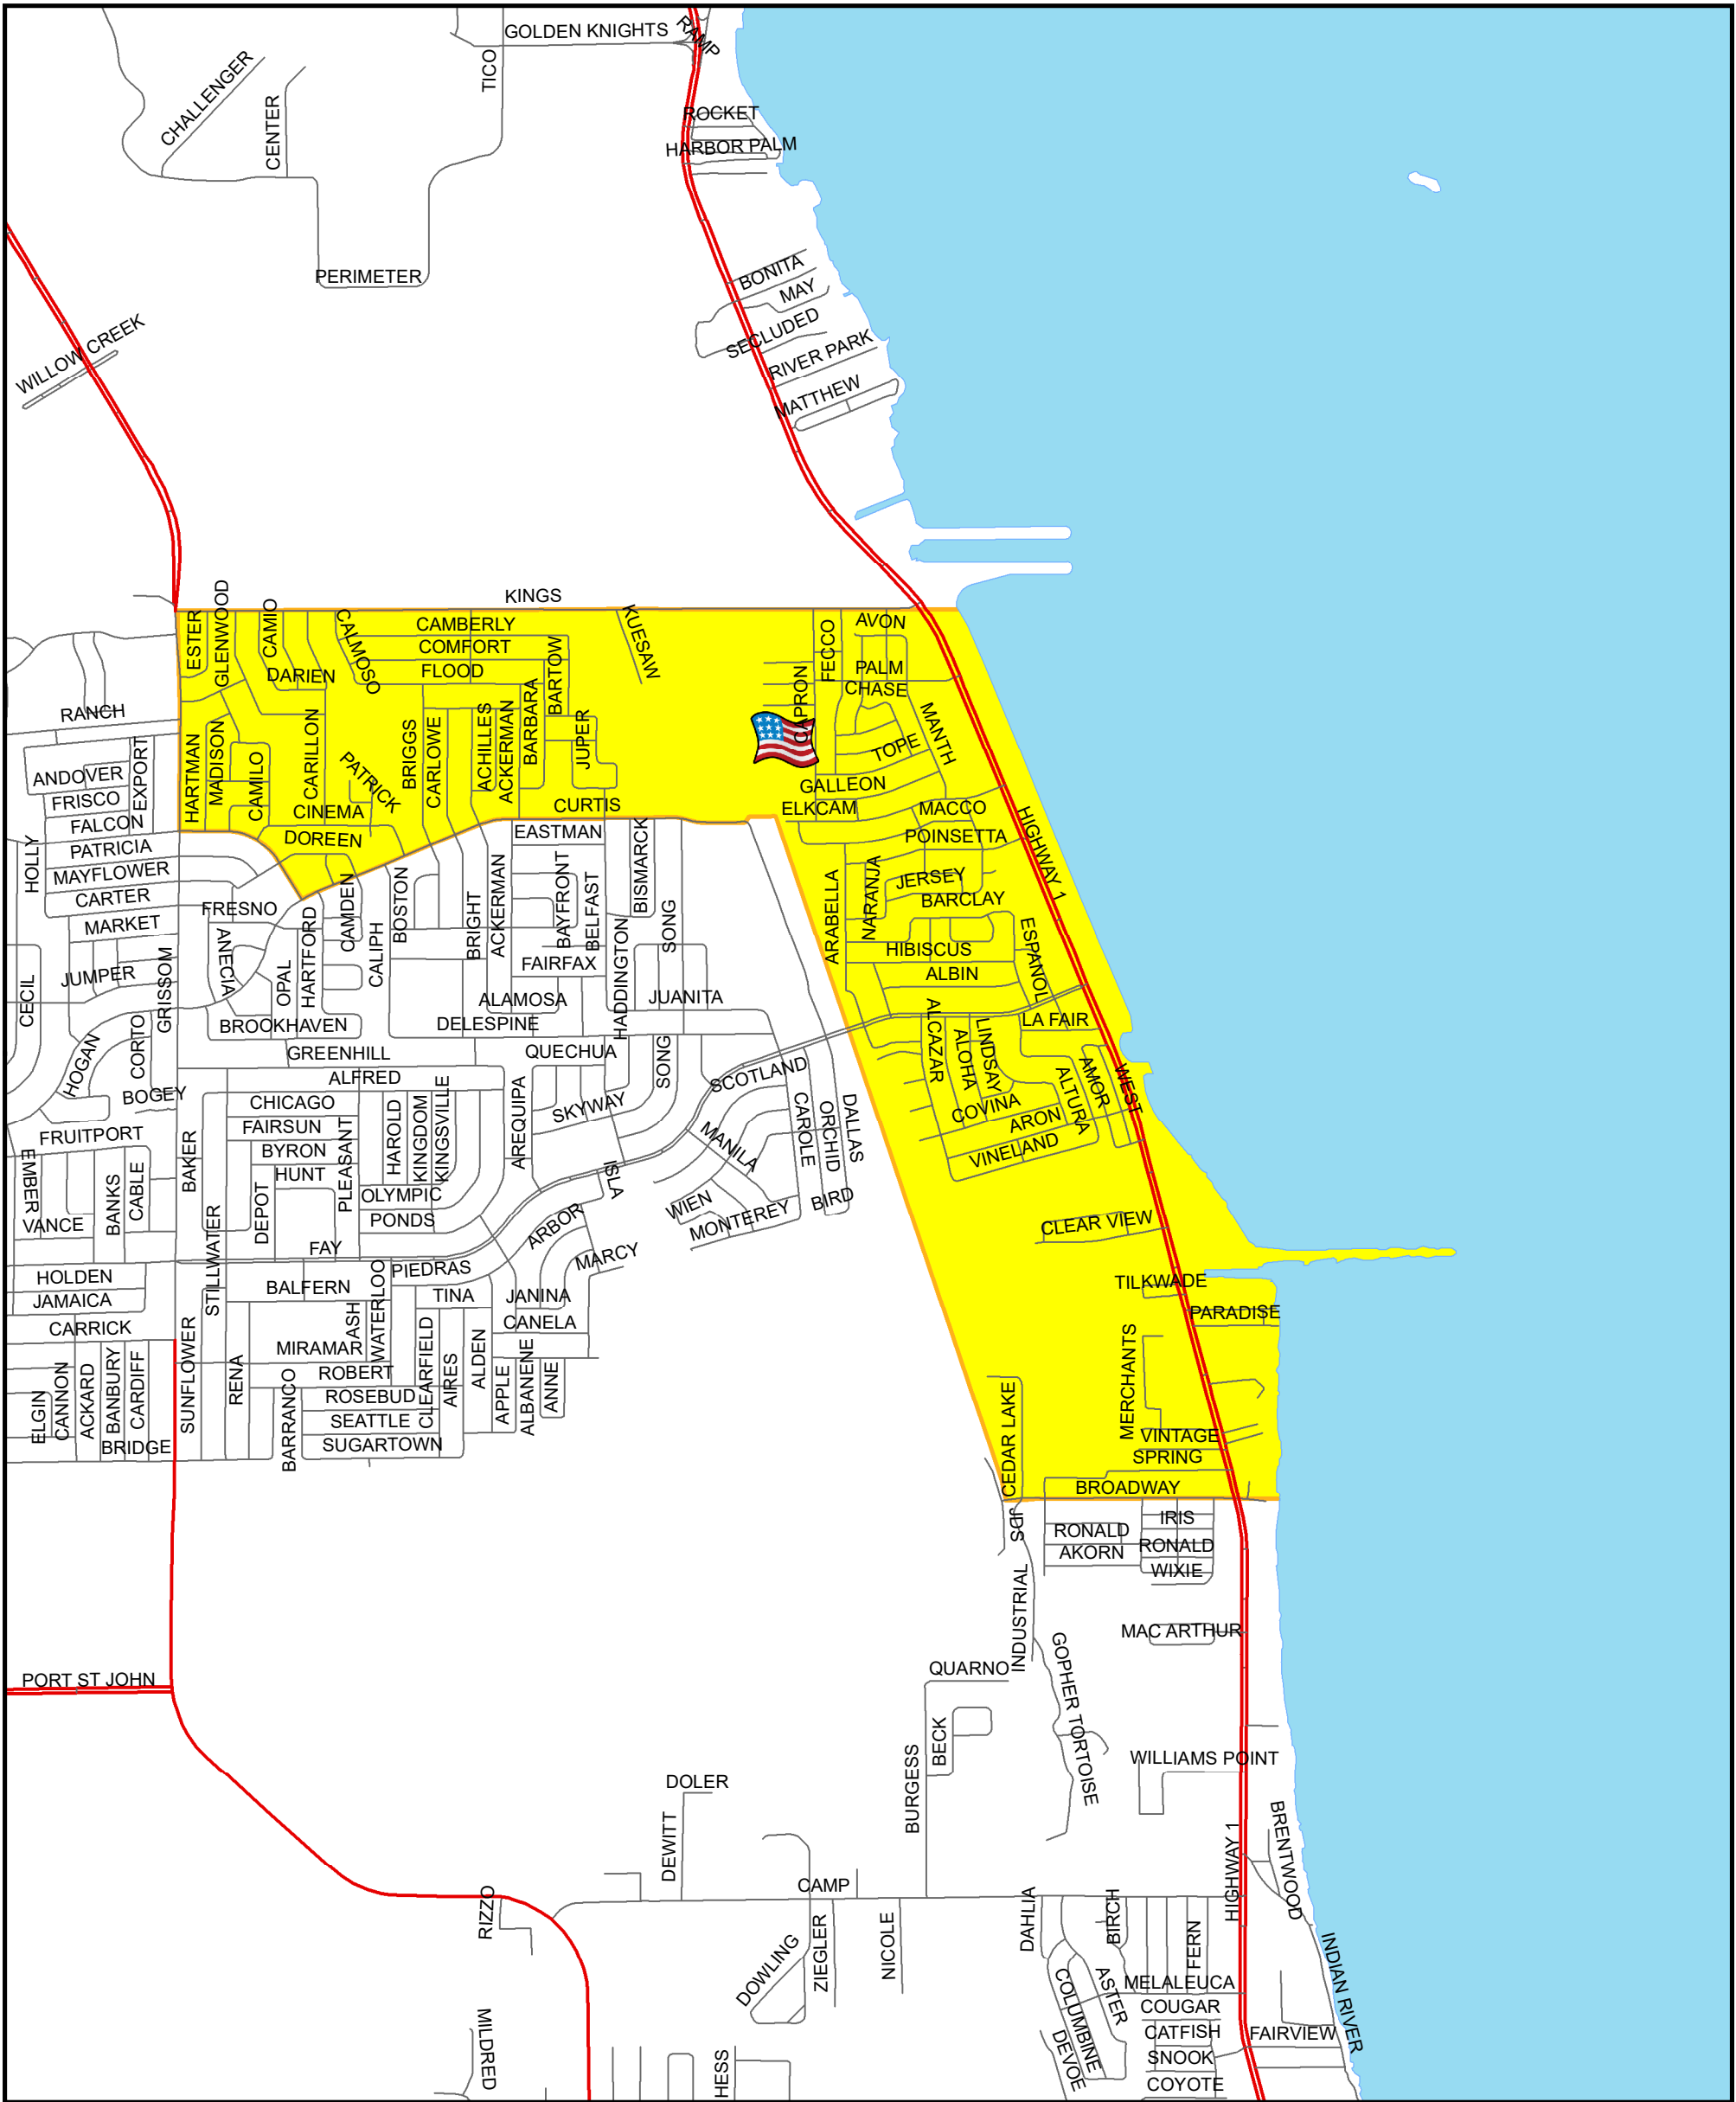 GOLDEN KNIGHTS
RAMP
TICO
CHALLENGER
CENTER
ROCKET
HARBOR PALM
PERIMETER
BONITA
MAY
SECLUDED
RIVER PARK
MATTHEW
WILLOW CREEK
KINGS
ESTER
GLENWOOD
CAMIO
CALMOSO
CAMBERLY
COMFORT
FLOOD
BARTOW
KUESAW
FECCO
AVON
PALM
CHASE
DARIEN
CAPRON
MANTH
RANCH
HARTMAN
MADISON
CAMILO
CARILLON
PATRICK
BRIGGS
CARLOWE
ACHILLES
ACKERMAN
BARBARA
JUPER
TOPE
GALLEON
ELKCAM
MACCO
HIGHWAY 1
ANDOVER
EXPORT
FRISCO
FALCON
CINEMA
CURTIS
DOREEN
EASTMAN
POINSETTA
HOLLY
PATRICIA
MAYFLOWER
CARTER
MARKET
FRESNO
CAMDEN
BOSTON
BRIGHT
ACKERMAN
BAYFRONT
BELFAST
BISMARCK
SONG
ARABELLA
NARANJA
JERSEY
BARCLAY
ESPANOL
HIBISCUS
ALBIN
CECIL
JUMPER
GRISSOM
ANECA
OPAL
HARTFORD
CALIPH
FAIRFAX
HADDINGTON
ALAMOSA
JUANITA
BROOKHAVEN
DELESPINE
LA FAIR
HOGAN
CORTO
GREENHILL
QUECHUA
SONG
ALCAZAR
ALOHA
LINDSAY
AMOR
WEST
ALTURA
BOGEY
ALFRED
CHICAGO
HAROLD
KINGDOM
KINGSVILLE
AREQUIPA
SKYWAY
SCOTLAND
CAROLE
ORCHID
DALLAS
COVINA
ARON
VINELAND
FRUITPORT
BAKER
FAIRSUN
BYRON
HUNT
PLEASANT
MANILA
EMBER
BANKS
CABLE
DEPOT
OLYMPIC
PONDS
ISLA
WIEN
MONTEREY
BIRD
VANCE
STILLWATER
FAY
ARBOR
MARCY
CLEAR VIEW
HOLDEN
JAMAICA
BALFERN
PIEDRAS
TINA
JANINA
TILKWADE
PARADISE
CARRICK
SUNFLOWER
ASH
WATERLOO
CANELA
MIRAMAR
ROBERT
RENA
CLEARFIELD
AIRES
ALDEN
APPLE
ALBANENE
ANNE
MERCHANTS
ELGIN
CANNON
ACKARD
BANBURY
CARDIFF
BARRANCO
ROSEBUD
SEATTLE
SUGARTOWN
BRIDGE
CEDAR LAKE
VINTAGE
SPRING
BROADWAY
JDS
IRIS
RONALD
RONALD
AKORN
WIXIE
INDUSTRIAL
MAC ARTHUR
GOPHER TORTOISE
QUARNO
PORT ST JOHN
BECK
BURGESS
WILLIAMS POINT
DOLER
DEWITT
BRENTWOOD
HIGHWAY 1
CAMP
RIZZO
DAHLIA
BIRCH
FERN
ZIEGLER
NICOLE
DOWLING
INDIAN RIVER
COLUMBINE
ASTER
MELALEUCA
COUGAR
CATFISH
FAIRVIEW
MILDRED
DEVOE
SNOOK
HESS
COYOTE